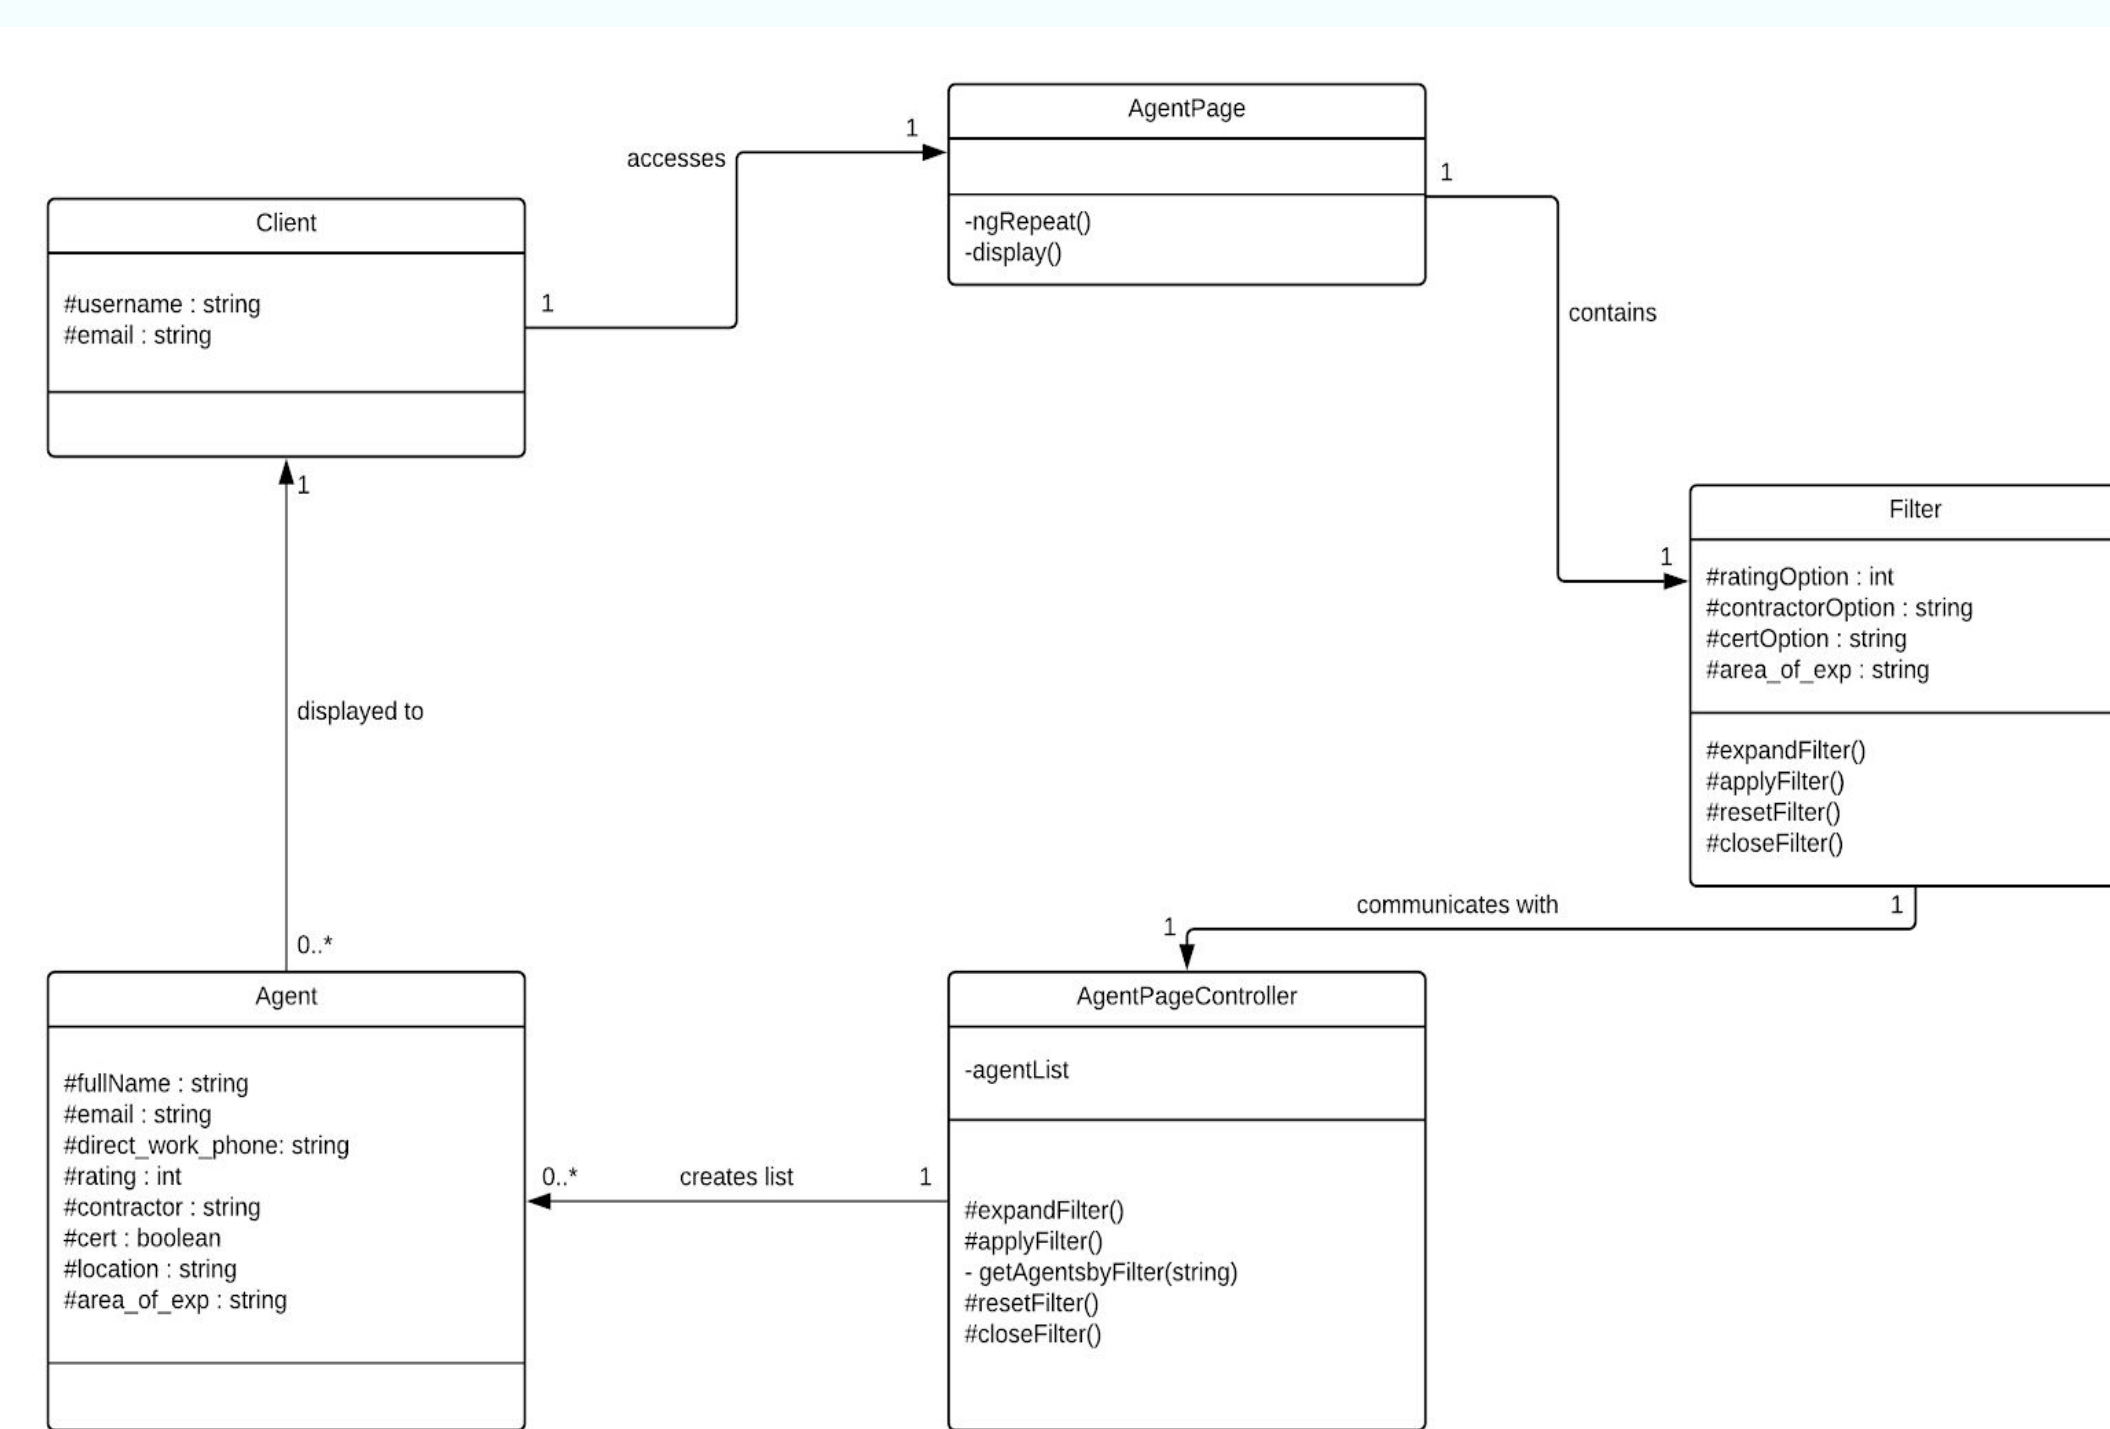 AgentPage
-ngRepeat()
-display()
1
accesses
1
Client
#username : string
#email : string
1
1
contains
1
Filter
#ratingOption : int
#contractorOption : string
#certOption : string
#area_of_exp : string
#expandFilter()
#applyFilter()
#resetFilter()
#closeFilter()
1
communicates with
1
AgentPageController
-agentList
#expandFilter()
#applyFilter()
- getAgentsbyFilter(string)
#resetFilter()
#closeFilter()
1
creates list
0..*
Agent
#fullName : string
#email : string
#direct_work_phone: string
#rating : int
#contractor : string
#cert : boolean
#location : string
#area_of_exp : string
0..*
displayed to
1